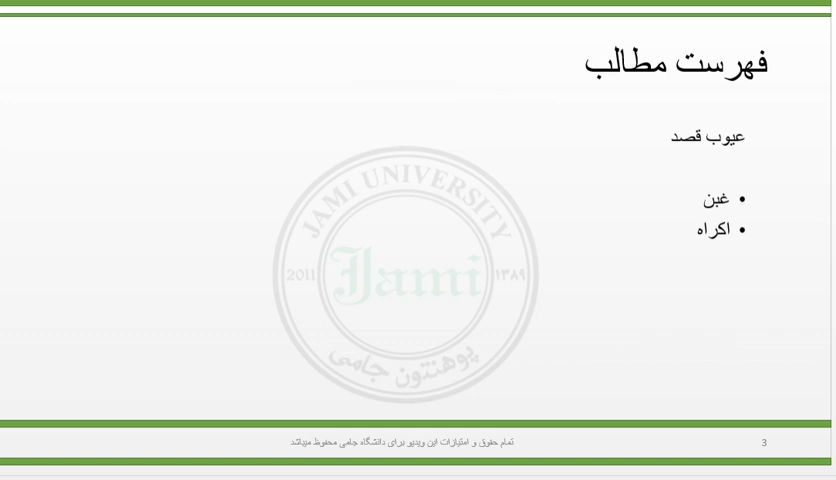 فهرست مطالب
عیوب قصد
• غبن
• اکراه
JAMI UNIVERSITY
2011
Jami
۱۳۸۹
پوهنتون جامی
تمام حقوق و امتیازات این ویدیو برای دانشگاه جامی محفوظ میباشد
3